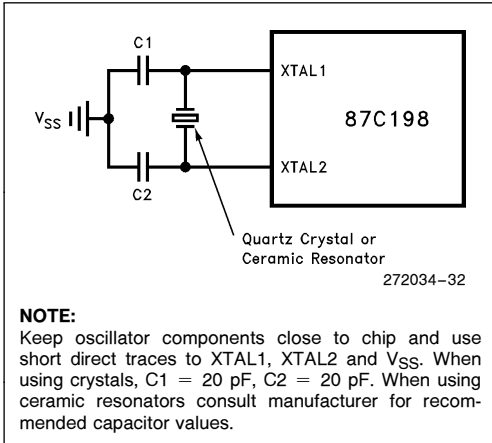 C1
XTAL1
VSS
87C198
XTAL2
C2
Quartz Crystal or
Ceramic Resonator
272034–32
NOTE:
Keep oscillator components close to chip and use
short direct traces to XTAL1, XTAL2 and VSS. When
using crystals, C1 = 20 pF, C2 = 20 pF. When using
ceramic resonators consult manufacturer for recom-
mended capacitor values.